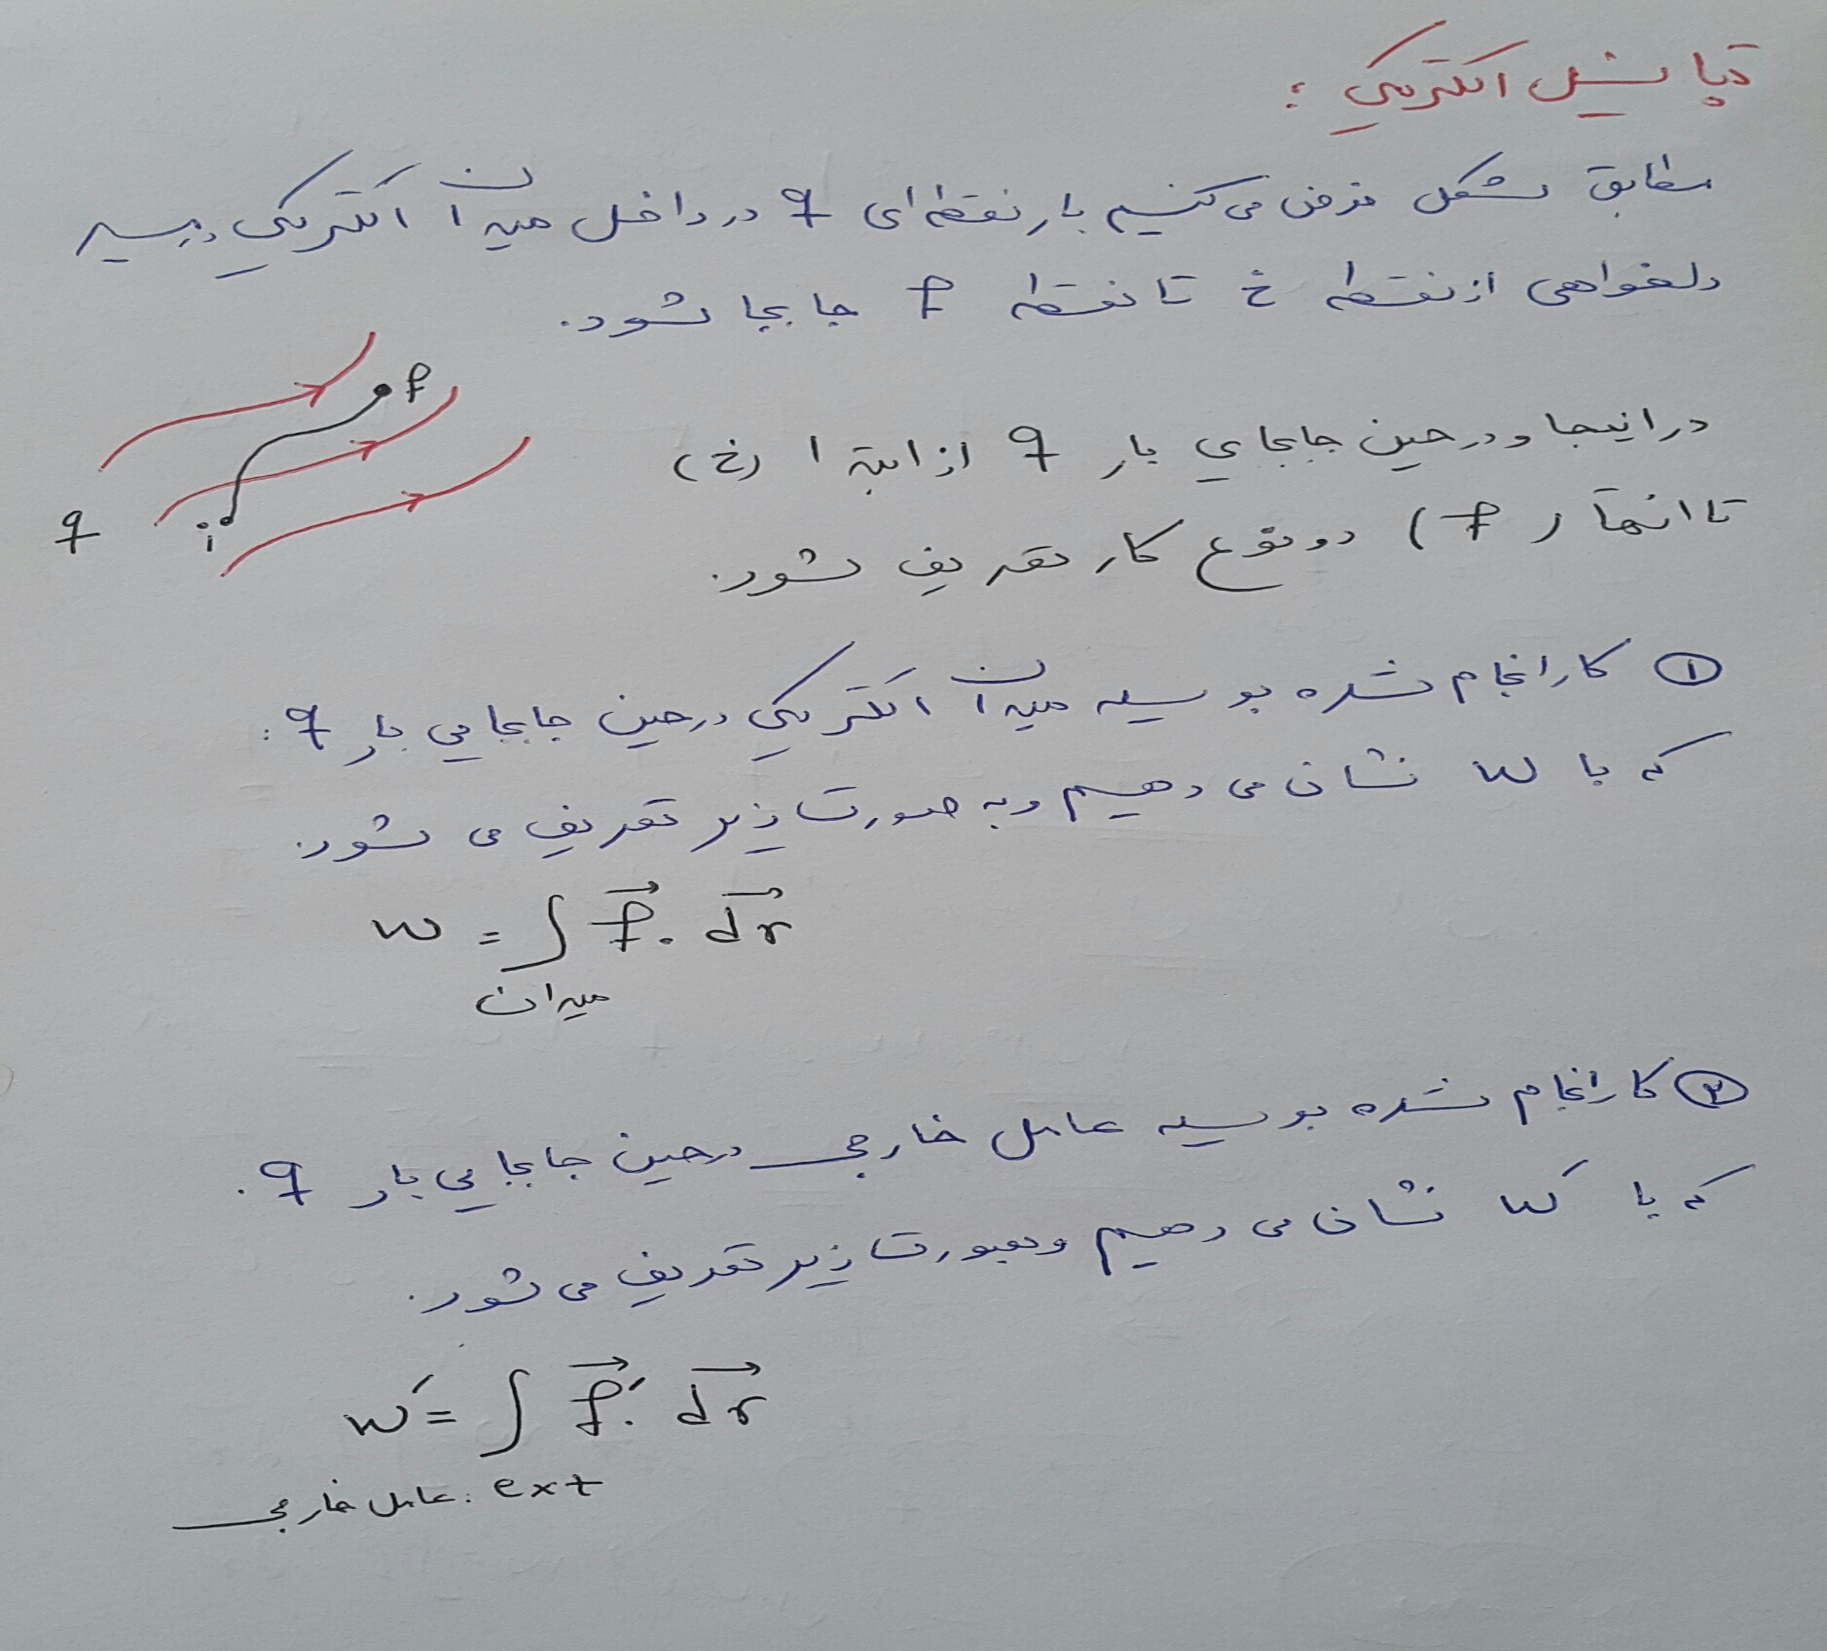 پتانسیل الکتریکی :
مطابق شکل فرض می‌کنیم بار نقطه‌ای q در داخل میدان الکتریکی در مسیر
دلخواهی از نقطه i تا نقطه f جابجا شود.
f
در اینجا و در حین جابجای بار q از ابتدا (i)
q i
تا انتها (f) دو نوع کار تعریف شود.
① کار انجام شده بوسیله میدان الکتریکی در حین جابجایی بار q :
که با w نشان می دهیم و به صورت زیر تعریف می شود.
w = ∫ f⃗ . dr⃗
میدان
② کار انجام شده بوسیله عامل خارجی در حین جابجایی بار q .
که با w′ نشان می دهیم و بصورت زیر تعریف می شود.
w′ = ∫ f⃗′ . dr⃗
ext : عامل خارجی